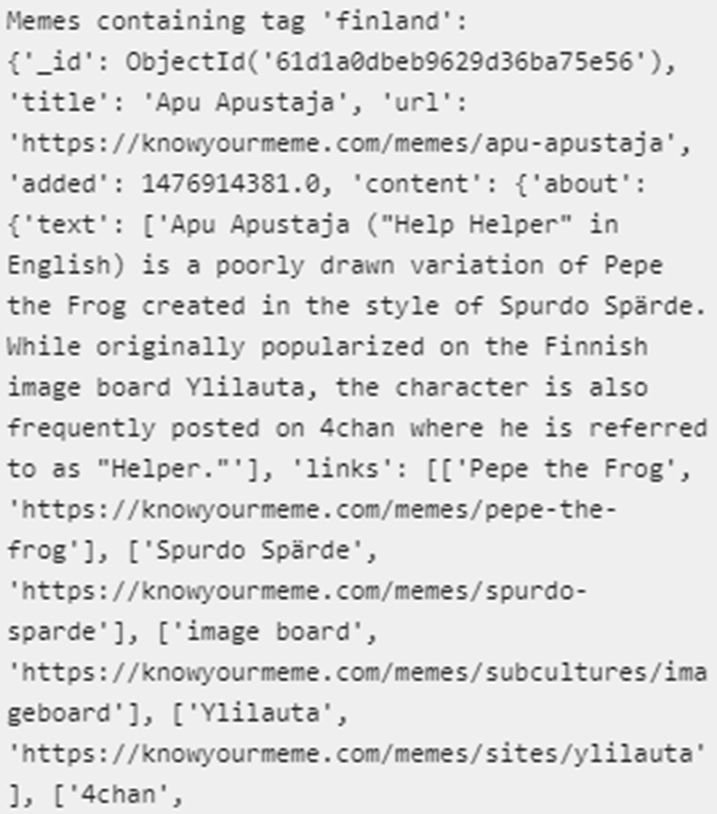 Memes containing tag 'finland':
{'_id': ObjectId('61d1a0dbeb9629d36ba75e56'),
'title': 'Apu Apustaja', 'url':
'https://knowyourmeme.com/memes/apu-apustaja',
'added': 1476914381.0, 'content': {'about':
{'text': ['Apu Apustaja ("Help Helper" in
English) is a poorly drawn variation of Pepe
the Frog created in the style of Spurdo Spärde.
While originally popularized on the Finnish
image board Ylilauta, the character is also
frequently posted on 4chan where he is referred
to as "Helper."'], 'links': [['Pepe the Frog',
'https://knowyourmeme.com/memes/pepe-the-
frog'], ['Spurdo Spärde',
'https://knowyourmeme.com/memes/spurdo-
sparde'], ['image board',
'https://knowyourmeme.com/memes/subcultures/ima
geboard'], ['Ylilauta',
'https://knowyourmeme.com/memes/sites/ylilauta'
], ['4chan',